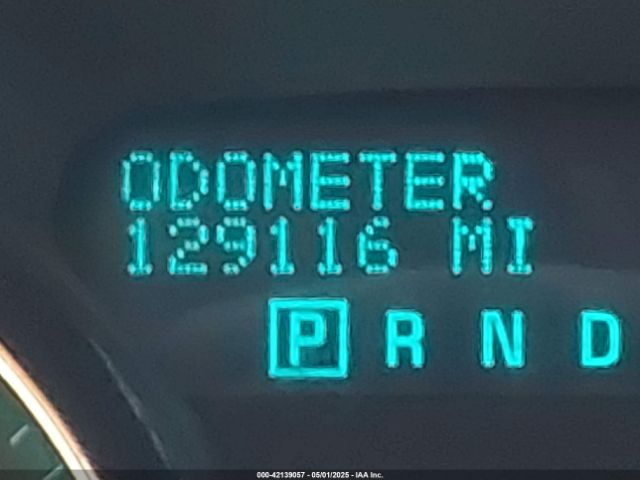 ODOMETER
129116 MI
P R N D
000-42139057 - 05/01/2025 - IAA Inc.